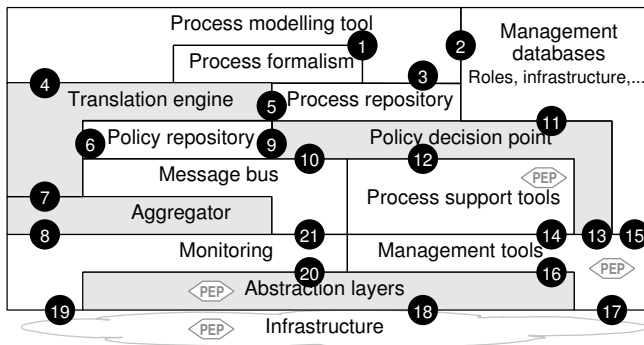 Process modelling tool
Management
databases
Roles, infrastructure,...
1
2
Process formalism
3
4
Translation engine
5
Process repository
11
6
Policy repository
9
Policy decision point
10
12
Message bus
PEP
Process support tools
7
Aggregator
8
21
14
13
15
Monitoring
Management tools
PEP
20
16
PEP
Abstraction layers
19
18
17
PEP
Infrastructure